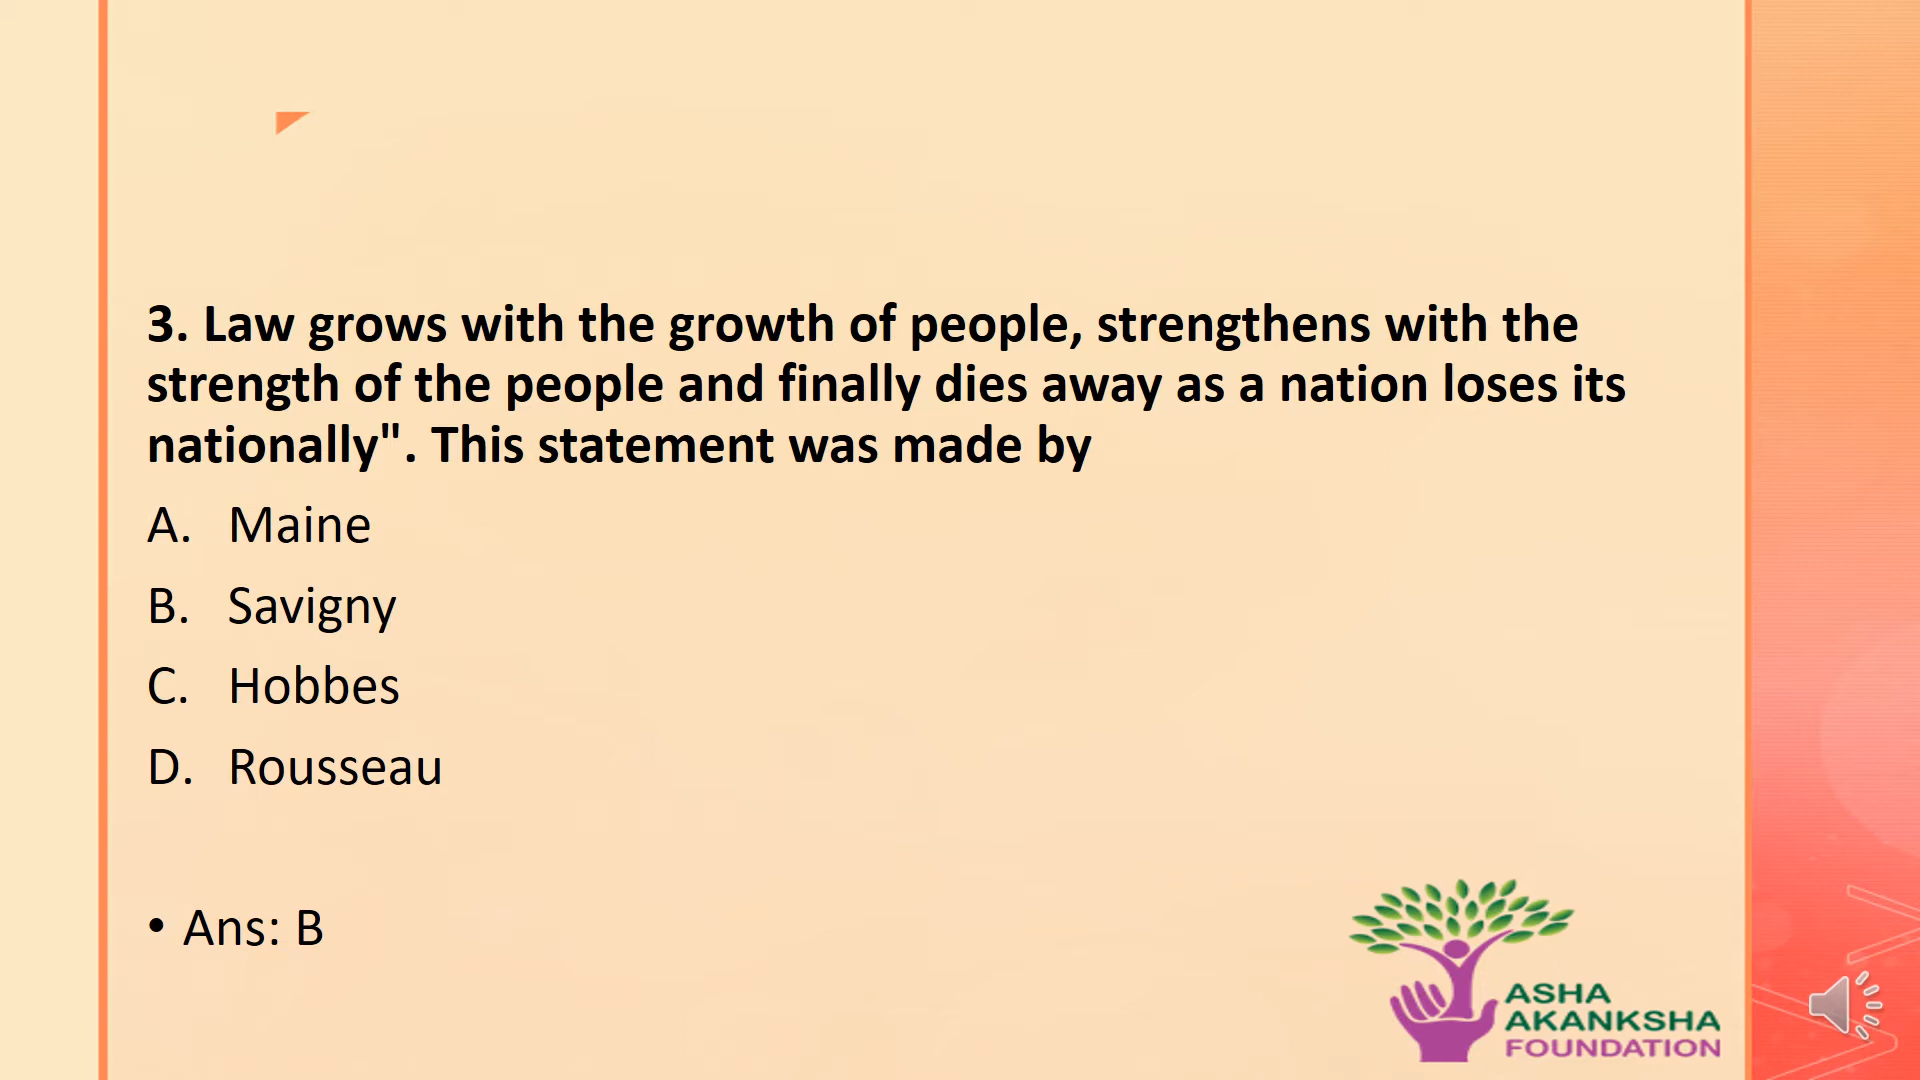 3. Law grows with the growth of people, strengthens with the
strength of the people and finally dies away as a nation loses its
nationally". This statement was made by
A. Maine
B. Savigny
C. Hobbes
D. Rousseau
• Ans: B
ASHA
AKANKSHA
FOUNDATION